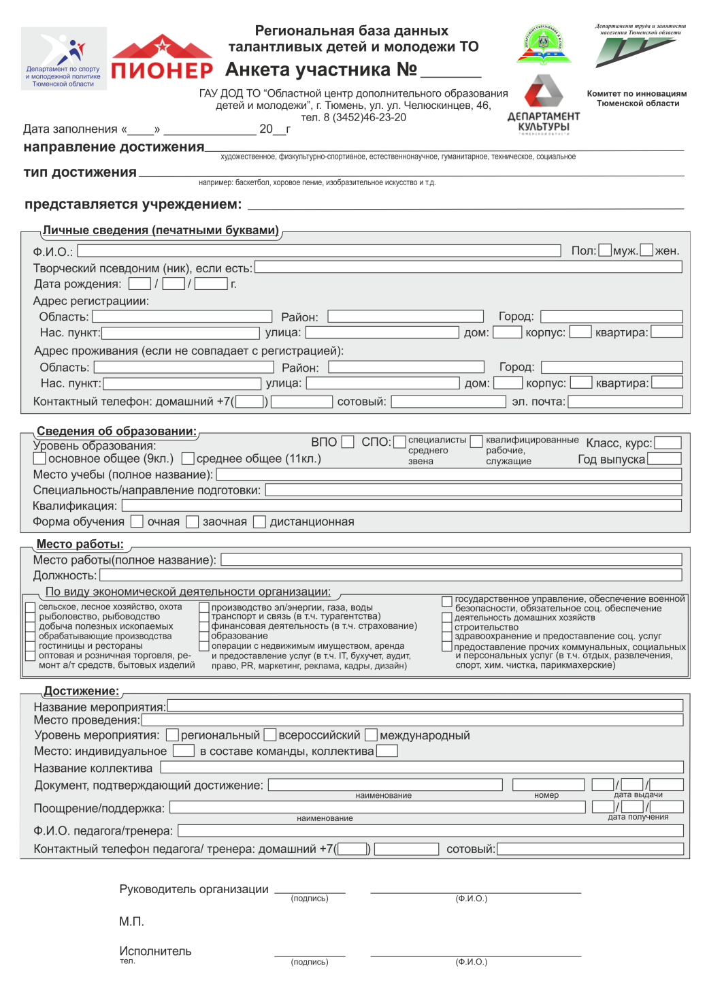 Региональная база данных
талантливых детей и молодежи ТО
Анкета участника №
Департамент по спорту
и молодежной политике
Тюменской области
ПИОНЕР
Департамент труда и занятости
населения Тюменской области
ДЕПАРТАМЕНТ
КУЛЬТУРЫ
ТЮМЕНСКОЙ ОБЛАСТИ
Комитет по инновациям
Тюменской области
ГАУ ДОД ТО “Областной центр дополнительного образования
детей и молодежи”, г. Тюмень, ул. ул. Челюскинцев, 46,
тел. 8 (3452)46-23-20
Дата заполнения «____» ______________ 20__г
направление достижения
художественное, физкультурно-спортивное, естественнонаучное, гуманитарное, техническое, социальное
тип достижения
например: баскетбол, хоровое пение, изобразительное искусство и т.д.
представляется учреждением:
Личные сведения (печатными буквами)
Ф.И.О.: Пол: муж. жен.
Творческий псевдоним (ник), если есть:
Дата рождения: / / г.
Адрес регистрациии:
Область: Район: Город:
Нас. пункт: улица: дом: корпус: квартира:
Адрес проживания (если не совпадает с регистрацией):
Область: Район: Город:
Нас. пункт: улица: дом: корпус: квартира:
Контактный телефон: домашний +7( ) сотовый: эл. почта:
Сведения об образовании:
Уровень образования:
ВПО СПО: специалисты
среднего
звена
квалифицированные
рабочие,
служащие
Класс, курс:
основное общее (9кл.) среднее общее (11кл.)
Год выпуска
Место учебы (полное название):
Специальность/направление подготовки:
Квалификация:
Форма обучения очная заочная дистанционная
Место работы:
Место работы(полное название):
Должность:
По виду экономической деятельности организации:
сельское, лесное хозяйство, охота
рыболовство, рыбоводство
добыча полезных ископаемых
обрабатывающие производства
гостиницы и рестораны
оптовая и розничная торговля, ре-
монт а/т средств, бытовых изделий
производство эл/энергии, газа, воды
транспорт и связь (в т.ч. турагентства)
финансовая деятельность (в т.ч. страхование)
образование
операции с недвижимым имуществом, аренда
и предоставление услуг (в т.ч. IT, бухучет, аудит,
право, PR, маркетинг, реклама, кадры, дизайн)
государственное управление, обеспечение военной
безопасности, обязательное соц. обеспечение
деятельность домашних хозяйств
строительство
здравоохранение и предоставление соц. услуг
предоставление прочих коммунальных, социальных
и персональных услуг (в т.ч. отдых, развлечения,
спорт, хим. чистка, парикмахерские)
Достижение:
Название мероприятия:
Место проведения:
Уровень мероприятия: региональный всероссийский международный
Место: индивидуальное в составе команды, коллектива
Название коллектива
Документ, подтверждающий достижение: / /
наименование номер дата выдачи
Поощрение/поддержка: / /
наименование дата получения
Ф.И.О. педагога/тренера:
Контактный телефон педагога/ тренера: домашний +7( ) сотовый:
Руководитель организации
(подпись) (Ф.И.О.)
М.П.
Исполнитель
тел.
(подпись) (Ф.И.О.)